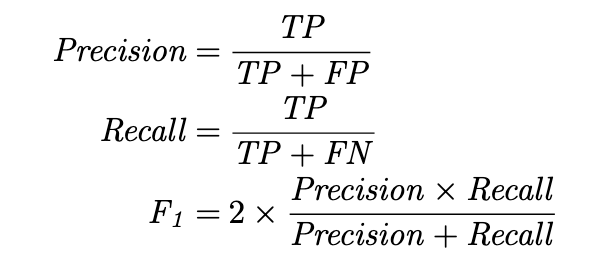 Precision = TP / TP + FP
Recall = TP / TP + FN
F₁ = 2 × Precision × Recall / Precision + Recall